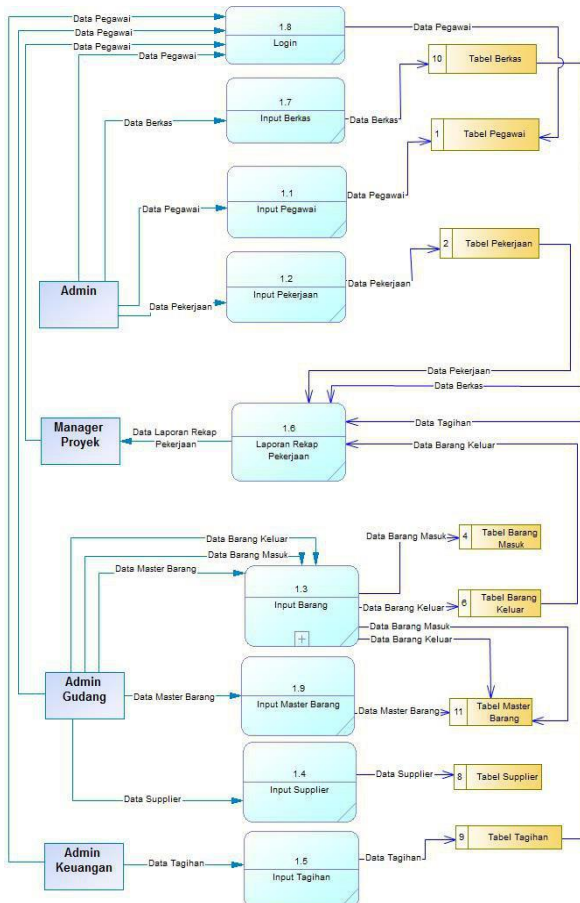 Data Pegawai
Data Pegawai
Data Pegawai
Data Pegawai
1.8
Login
Data Pegawai
10 Tabel Berkas
1.7
Input Berkas
Data Berkas
Data Berkas
1 Tabel Pegawai
1.1
Input Pegawai
Data Pegawai
Data Pegawai
2 Tabel Pekerjaan
1.2
Input Pekerjaan
Data Pekerjaan
Data Pekerjaan
Admin
Data Pekerjaan
Data Berkas
Data Tagihan
Data Barang Keluar
Manager
Proyek
Data Laporan Rekap
Pekerjaan
1.6
Laporan Rekap
Pekerjaan
Data Barang Keluar
Data Barang Masuk
Data Master Barang
1.3
Input Barang
+
Data Barang Masuk
4 Tabel Barang
Masuk
Data Barang Keluar
6 Tabel Barang
Keluar
Data Barang Masuk
Data Barang Keluar
Admin
Gudang
Data Master Barang
1.9
Input Master Barang
Data Master Barang
11 Tabel Master
Barang
Data Supplier
1.4
Input Supplier
Data Supplier
8 Tabel Supplier
Admin
Keuangan
Data Tagihan
1.5
Input Tagihan
Data Tagihan
9 Tabel Tagihan